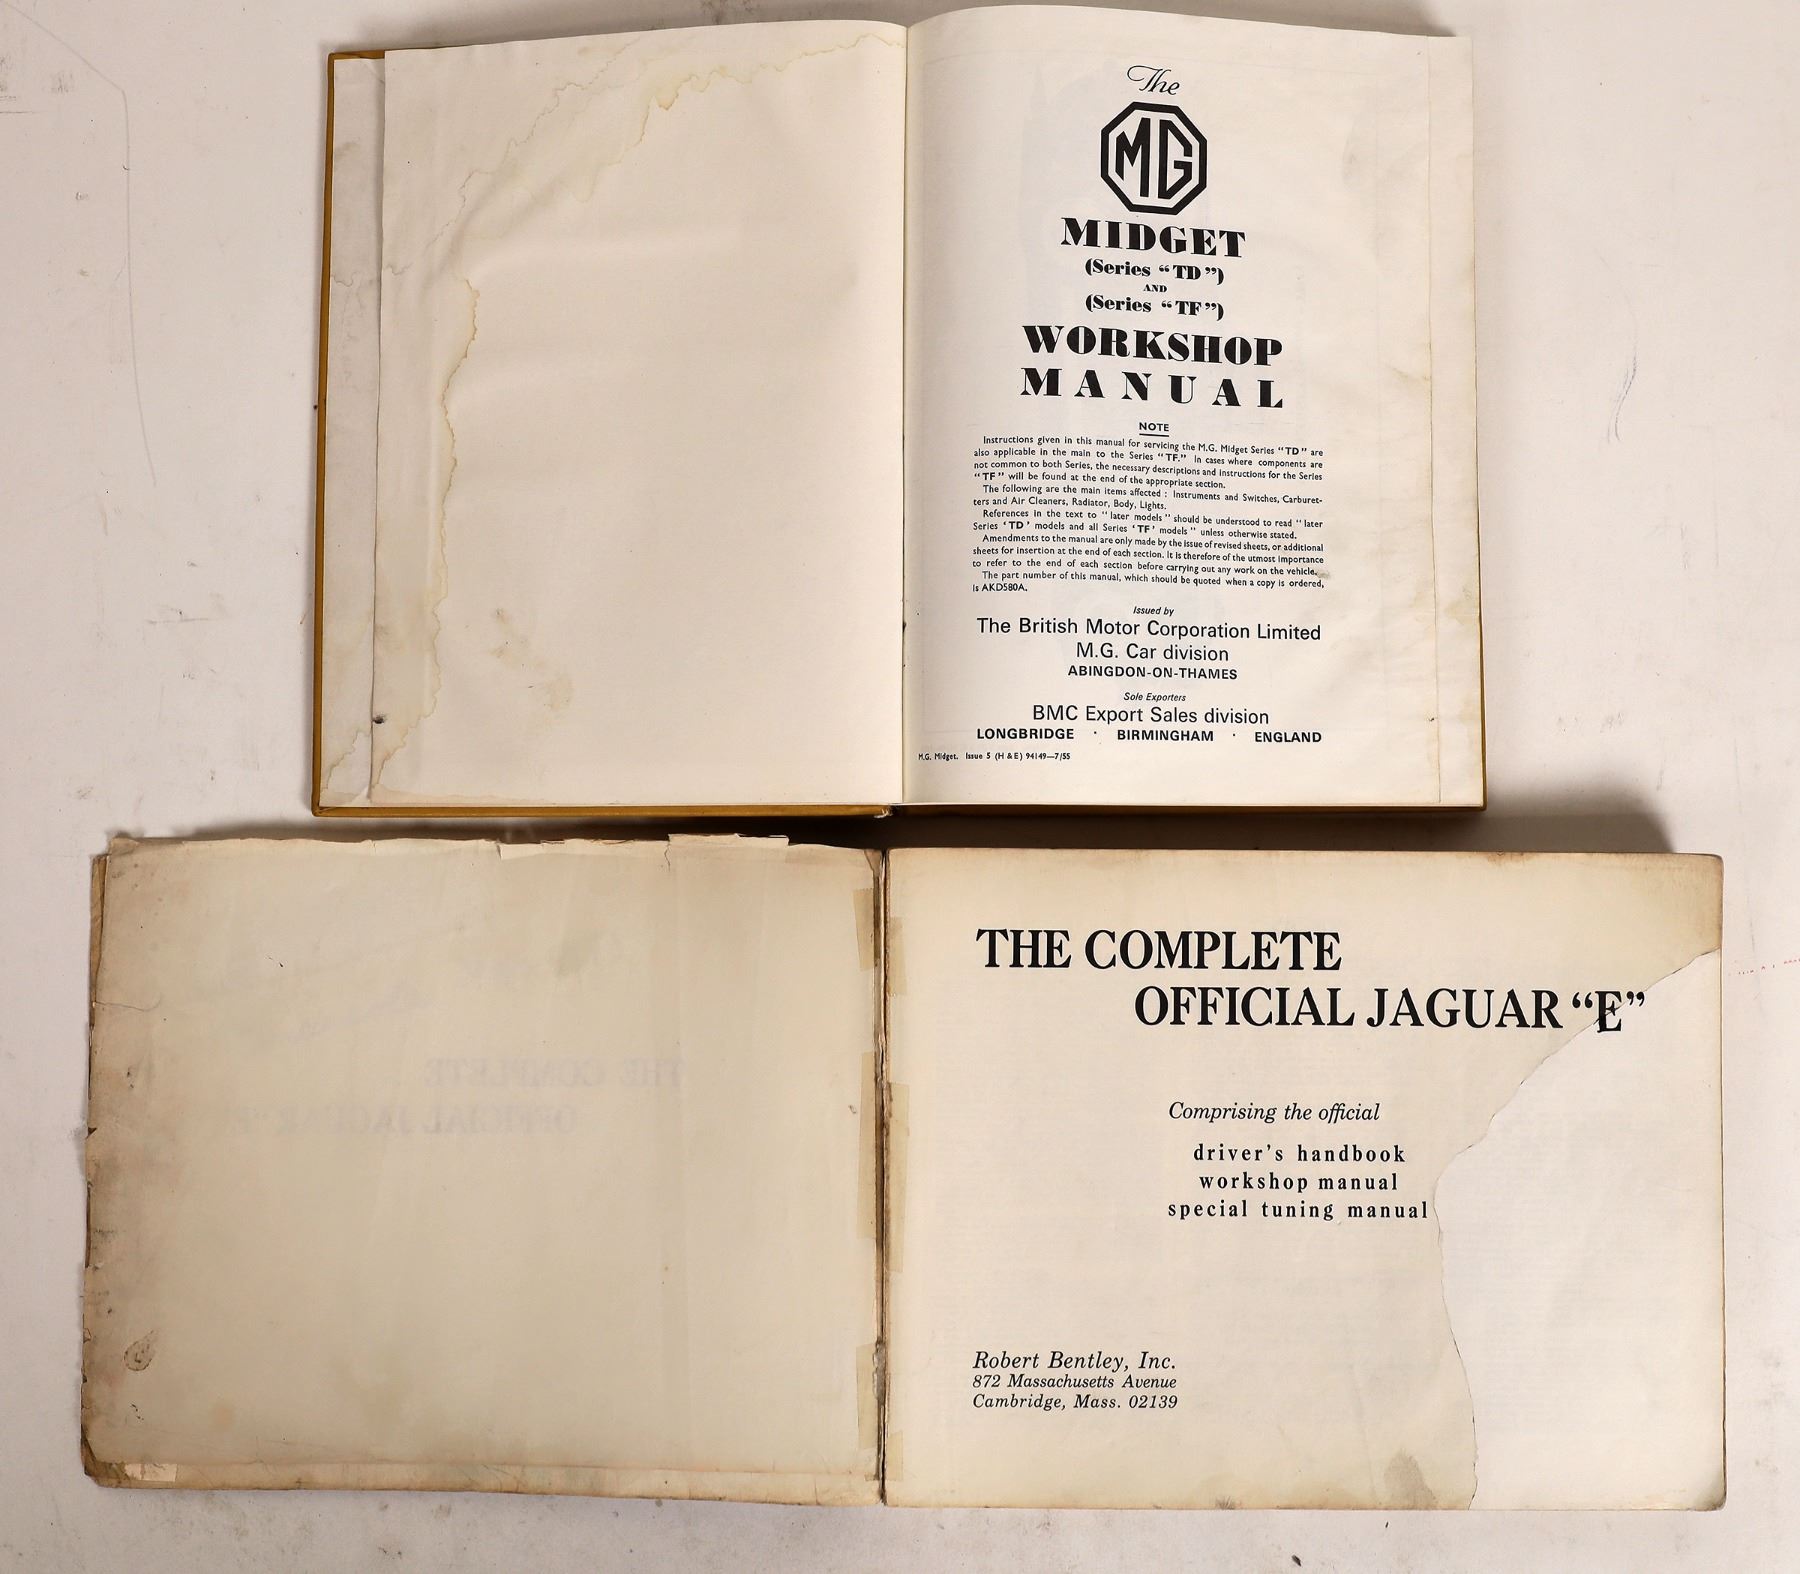 The
MG
MIDGET
(Series “TD”)
AND
(Series “TF”)
WORKSHOP
MANUAL
NOTE
Instructions given in this manual for servicing the M.G. Midget Series “TD” are
also applicable in the main to the Series “TF.” In cases where components are
not common to both Series, the necessary descriptions and instructions for the Series
“TF” will be found at the end of the appropriate section.
The following are the main items affected : Instruments and Switches, Carburet-
ters and Air Cleaners, Radiator, Body, Lights.
References in the text to “later models” should be understood to read “later
Series ‘TD’ models and all Series ‘TF’ models” unless otherwise stated.
Amendments to the manual are only made by the issue of revised sheets, or additional
sheets for insertion at the end of each section. It is therefore of the utmost importance
to refer to the end of each section before carrying out any work on the vehicle.
The part number of this manual, which should be quoted when a copy is ordered,
is AKD580A.
Issued by
The British Motor Corporation Limited
M.G. Car division
ABINGDON-ON-THAMES
Sole Exporters
BMC Export Sales division
LONGBRIDGE · BIRMINGHAM · ENGLAND
M.G. Midget. Issue 5 (H & E) 94149—7/55
THE COMPLETE
OFFICIAL JAGUAR “E”
THE COMPLETE
OFFICIAL JAGUAR “E”
Comprising the official
driver’s handbook
workshop manual
special tuning manual
Robert Bentley, Inc.
872 Massachusetts Avenue
Cambridge, Mass. 02139